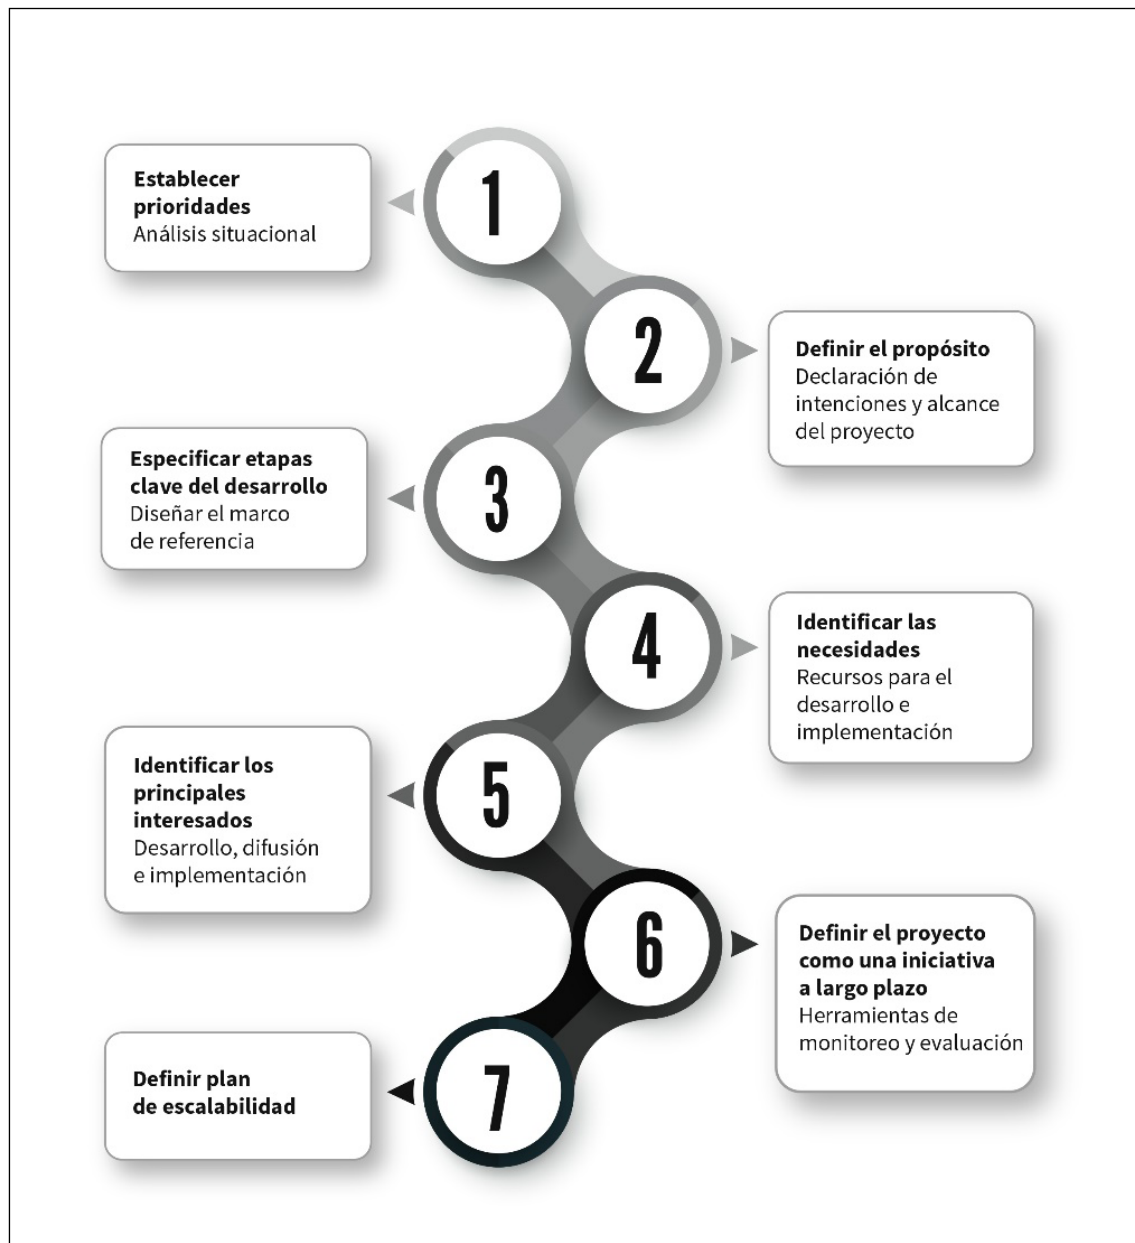 1
Establecer
prioridades
Análisis situacional
2
Definir el propósito
Declaración de
intenciones y alcance
del proyecto
3
Especificar etapas
clave del desarrollo
Diseñar el marco
de referencia
4
Identificar las
necesidades
Recursos para el
desarrollo e
implementación
5
Identificar los
principales
interesados
Desarrollo, difusión
e implementación
6
Definir el proyecto
como una iniciativa
a largo plazo
Herramientas de
monitoreo y evaluación
7
Definir plan
de escalabilidad